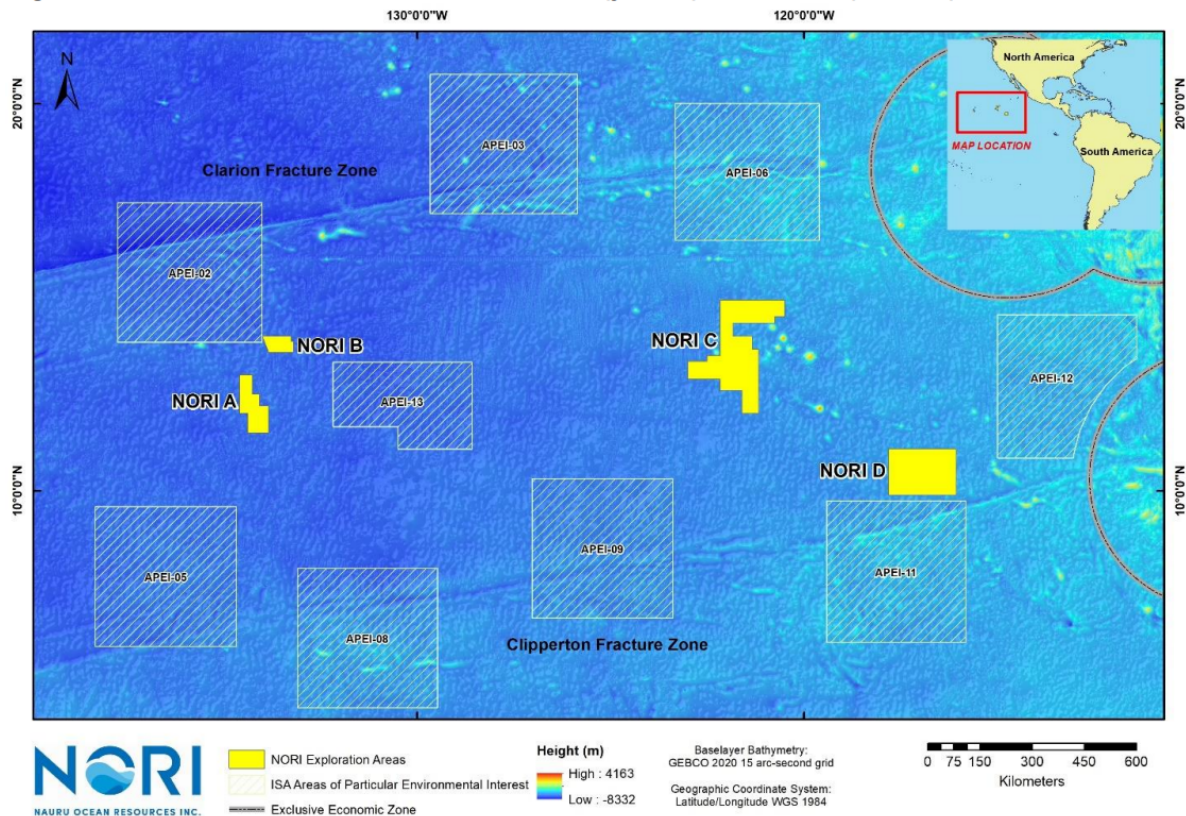 130°0'0"W
120°0'0"W
N
North America
South America
MAP LOCATION
20°0'0"N
20°0'0"N
Clarion Fracture Zone
APEI-03
APEI-06
APEI-02
NORI B
NORI C
NORI A
APEI-13
APEI-12
NORI D
10°0'0"N
10°0'0"N
APEI-05
APEI-08
APEI-09
APEI-11
Clipperton Fracture Zone
NORI
NAURU OCEAN RESOURCES INC.
NORI Exploration Areas
ISA Areas of Particular Environmental Interest
Exclusive Economic Zone
Height (m)
High : 4163
Low : -8332
Baselayer Bathymetry:
GEBCO 2020 15 arc-second grid
Geographic Coordinate System:
Latitude/Longitude WGS 1984
0 75 150 300 450 600
Kilometers